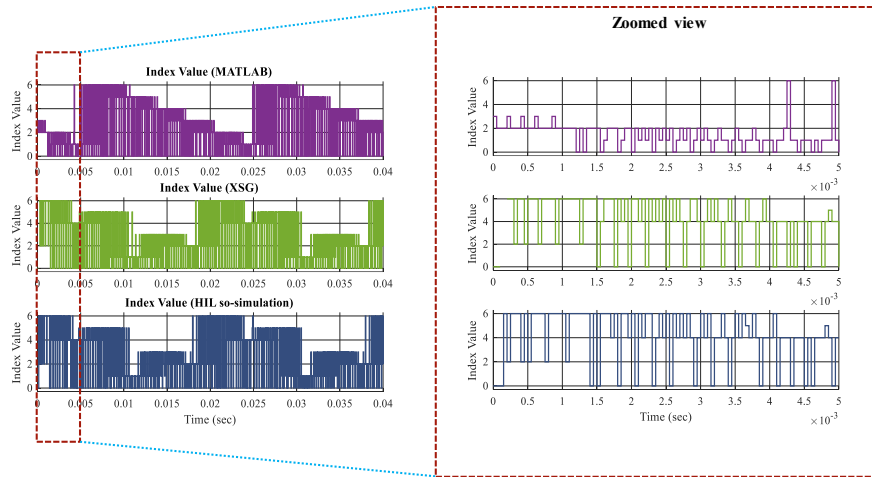 Zoomed view
Index Value (MATLAB)
Index Value
6
4
2
0
0 0.005 0.01 0.015 0.02 0.025 0.03 0.035 0.04
Index Value (XSG)
Index Value
6
4
2
0
0 0.005 0.01 0.015 0.02 0.025 0.03 0.035 0.04
Index Value (HIL so-simulation)
Index Value
6
4
2
0
0 0.005 0.01 0.015 0.02 0.025 0.03 0.035 0.04
Time (sec)
Index Value
6
4
2
0
0 0.5 1 1.5 2 2.5 3 3.5 4 4.5 5
×10⁻³
Index Value
6
4
2
0
0 0.5 1 1.5 2 2.5 3 3.5 4 4.5 5
×10⁻³
Index Value
6
4
2
0
0 0.5 1 1.5 2 2.5 3 3.5 4 4.5 5
Time (sec)
×10⁻³